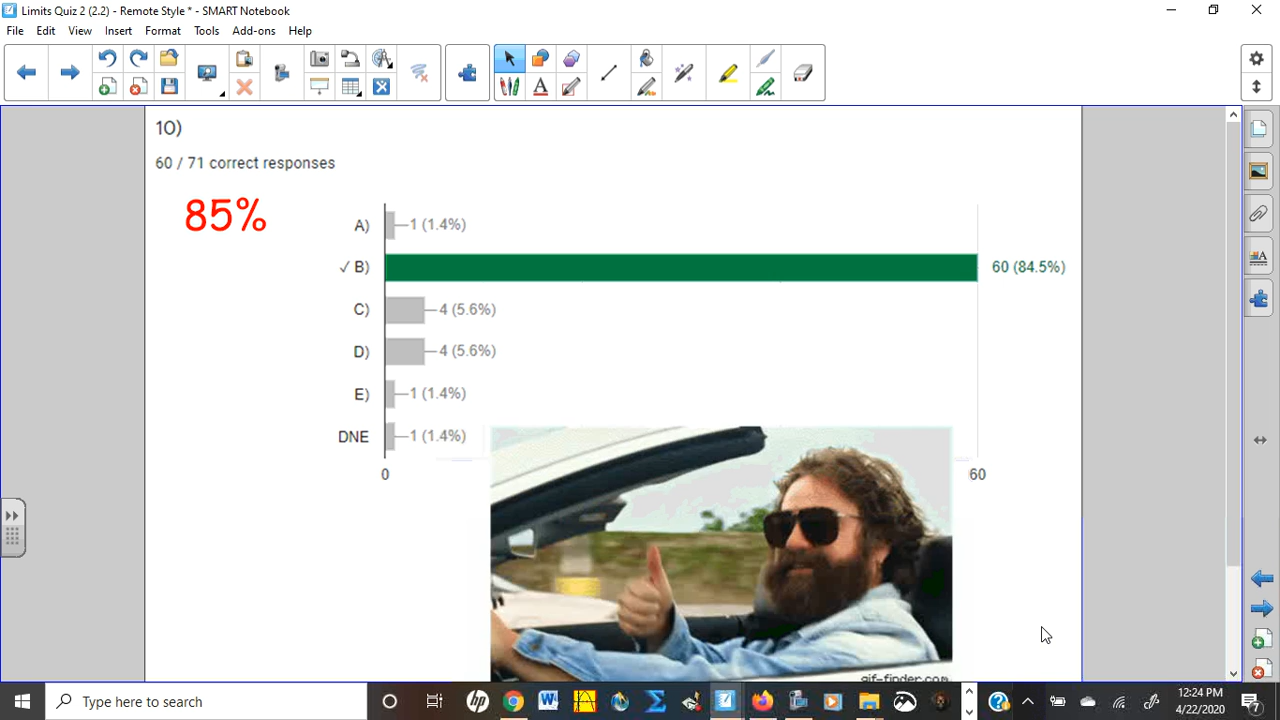 Limits Quiz 2 (2.2) - Remote Style * - SMART Notebook
File Edit View Insert Format Tools Add-ons Help
10)
60 / 71 correct responses
85%
A) 1 (1.4%)
✓ B) 60 (84.5%)
C) 4 (5.6%)
D) 4 (5.6%)
E) 1 (1.4%)
DNE 1 (1.4%)
0 60
gif-finder.com
Type here to search
12:24 PM
4/22/2020
7